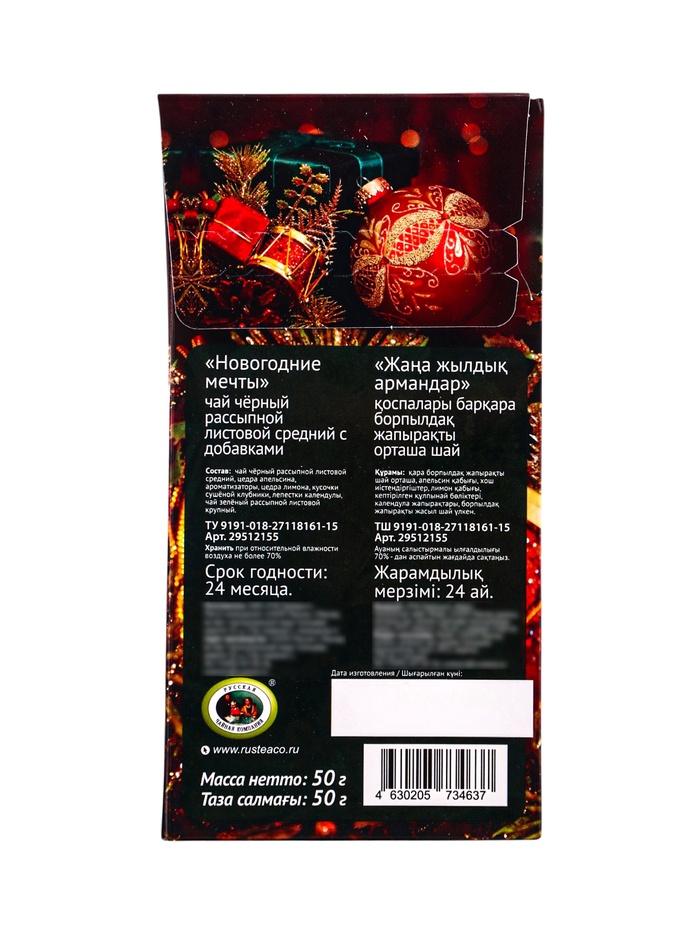 «Новогодние
мечты»
чай чёрный
рассыпной
листовой средний с
добавками
Состав: чай чёрный рассыпной листовой
средний, цедра апельсина,
ароматизаторы, цедра лимона, кусочки
сушёной клубники, лепестки календулы,
чай зелёный рассыпной листовой
крупный.
ТУ 9191-018-27118161-15
Арт. 29512155
Хранить при относительной влажности
воздуха не более 70%
Срок годности:
24 месяца.
«Жаңа жылдық
армандар»
қоспалары барқара
борпылдақ
жапырақты
орташа шай
Құрамы: қара борпылдақ жапырақты
шай орташа, апельсин қабығы, хош
иістендіргіштер, лимон қабығы,
кептірілген құлпынай бөліктері,
календула жапырақтары, борпылдақ
жапырақты жасыл шай үлкен.
ТШ 9191-018-27118161-15
Арт. 29512155
Ауаның салыстырмалы ылғалдылығы
70% - дан аспайтын жағдайда сақтаңыз.
Жарамдылық
мерзімі: 24 ай.
Дата изготовления / Шығарылған күні:
РУССКАЯ
ЧАЙНАЯ КОМПАНИЯ
®
www.rusteaco.ru
Масса нетто: 50 г
Таза салмағы: 50 г
4 630205 734637